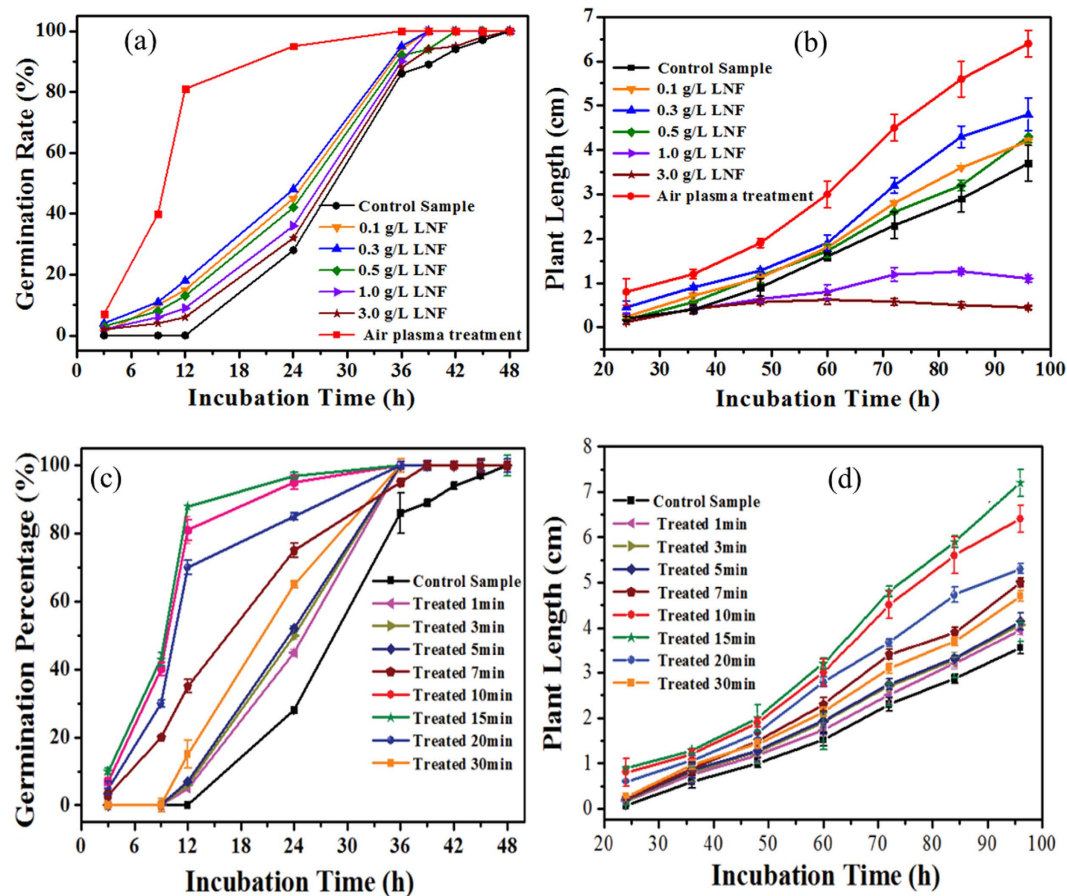 (a)
Germination Rate (%)
100
80
60
40
20
0
Control Sample
0.1 g/L LNF
0.3 g/L LNF
0.5 g/L LNF
1.0 g/L LNF
3.0 g/L LNF
Air plasma treatment
0 6 12 18 24 30 36 42 48
Incubation Time (h)
(b)
Plant Length (cm)
7
6
5
4
3
2
1
0
Control Sample
0.1 g/L LNF
0.3 g/L LNF
0.5 g/L LNF
1.0 g/L LNF
3.0 g/L LNF
Air plasma treatment
20 30 40 50 60 70 80 90 100
Incubation Time (h)
(c)
Germination Percentage (%)
100
80
60
40
20
0
Control Sample
Treated 1min
Treated 3min
Treated 5min
Treated 7min
Treated 10min
Treated 15min
Treated 20min
Treated 30min
0 6 12 18 24 30 36 42 48
Incubation Time (h)
(d)
Plant Length (cm)
8
7
6
5
4
3
2
1
0
Control Sample
Treated 1min
Treated 3min
Treated 5min
Treated 7min
Treated 10min
Treated 15min
Treated 20min
Treated 30min
20 30 40 50 60 70 80 90 100
Incubation Time (h)